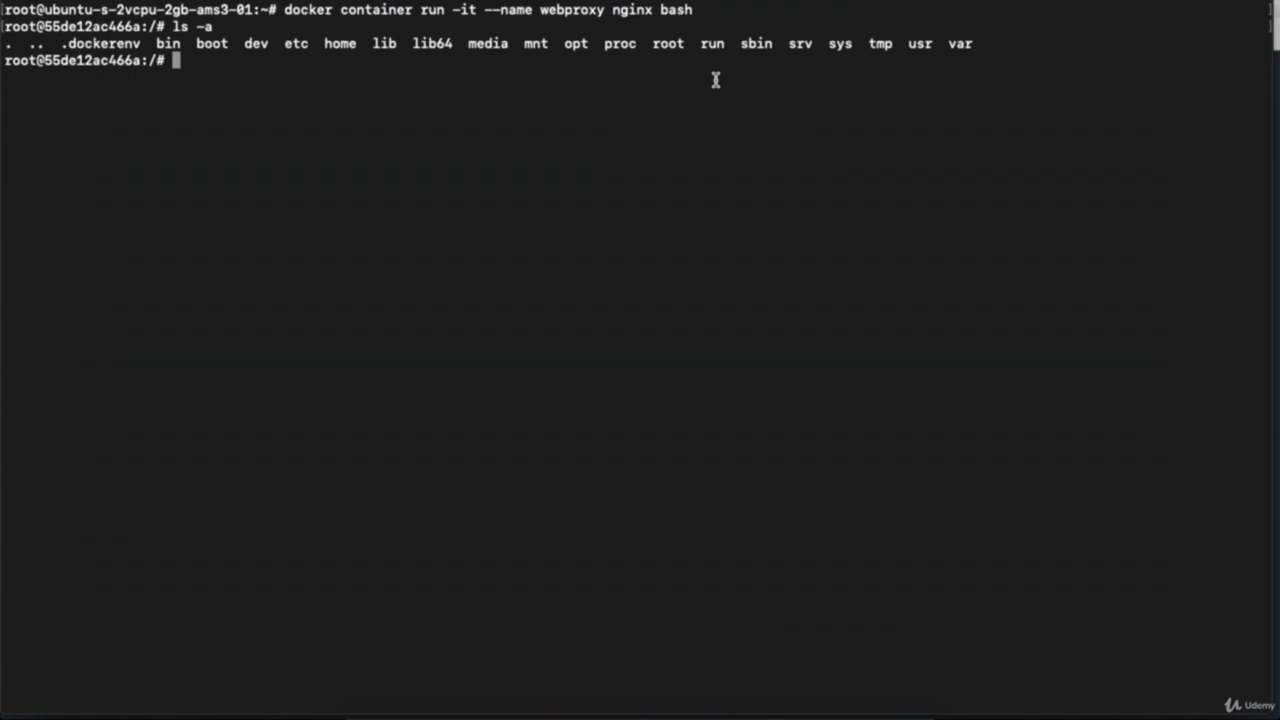 [root@ubuntu-s-2vcpu-2gb-ams3-01:~# docker container run -it --name webproxy nginx bash ]
[root@55de12ac466a:/# ls -a ]
. .. .dockerenv bin boot dev etc home lib lib64 media mnt opt proc root run sbin srv sys tmp usr var
root@55de12ac466a:/#
Udemy